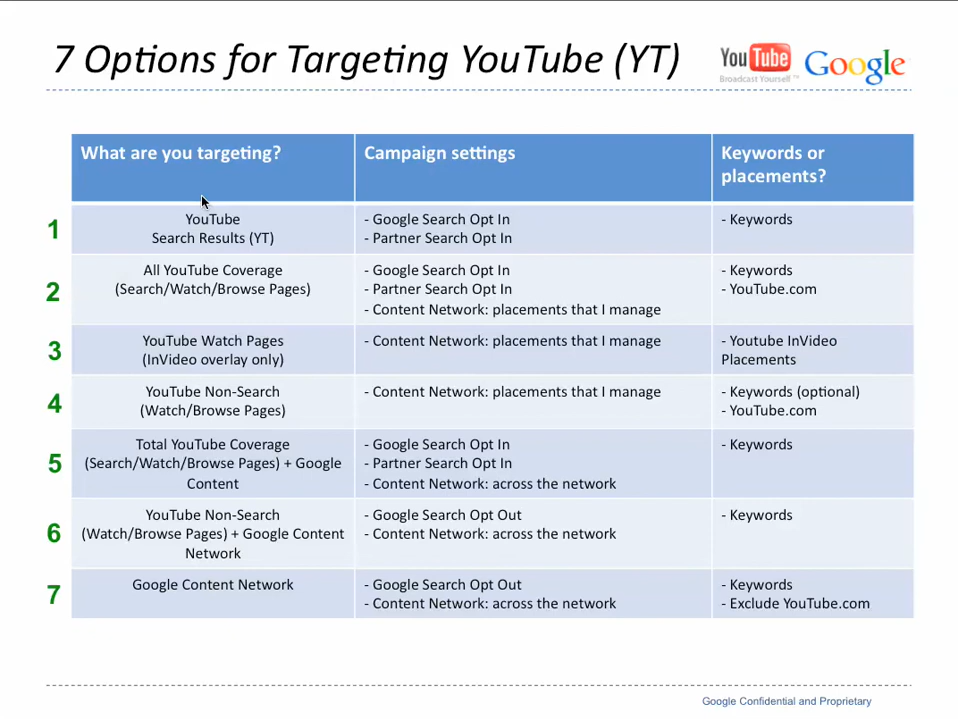 7 Options for Targeting YouTube (YT)
YouTube
Broadcast Yourself™
Google
What are you targeting?
Campaign settings
Keywords or
placements?
1
YouTube
Search Results (YT)
- Google Search Opt In
- Partner Search Opt In
- Keywords
2
All YouTube Coverage
(Search/Watch/Browse Pages)
- Google Search Opt In
- Partner Search Opt In
- Content Network: placements that I manage
- Keywords
- YouTube.com
3
YouTube Watch Pages
(InVideo overlay only)
- Content Network: placements that I manage
- Youtube InVideo
Placements
4
YouTube Non-Search
(Watch/Browse Pages)
- Content Network: placements that I manage
- Keywords (optional)
- YouTube.com
5
Total YouTube Coverage
(Search/Watch/Browse Pages) + Google
Content
- Google Search Opt In
- Partner Search Opt In
- Content Network: across the network
- Keywords
6
YouTube Non-Search
(Watch/Browse Pages) + Google Content
Network
- Google Search Opt Out
- Content Network: across the network
- Keywords
7
Google Content Network
- Google Search Opt Out
- Content Network: across the network
- Keywords
- Exclude YouTube.com
Google Confidential and Proprietary